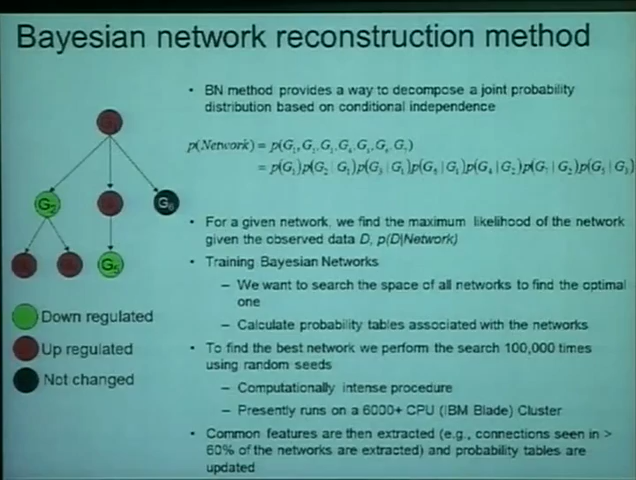 Bayesian network reconstruction method
• BN method provides a way to decompose a joint probability
distribution based on conditional independence
p(Network) = p(G₁, G₂, G₃, G₄, G₅, G₆, G₇)
= p(G₁)p(G₂ | G₁)p(G₃ | G₁)p(G₆ | G₁)p(G₄ | G₂)p(G₇ | G₂)p(G₅ | G₃)
G₂
G₆
G₅
• For a given network, we find the maximum likelihood of the network
given the observed data D, p(D|Network)
• Training Bayesian Networks
– We want to search the space of all networks to find the optimal
one
– Calculate probability tables associated with the networks
Down regulated
Up regulated
Not changed
• To find the best network we perform the search 100,000 times
using random seeds
– Computationally intense procedure
– Presently runs on a 6000+ CPU (IBM Blade) Cluster
• Common features are then extracted (e.g., connections seen in >
60% of the networks are extracted) and probability tables are
updated